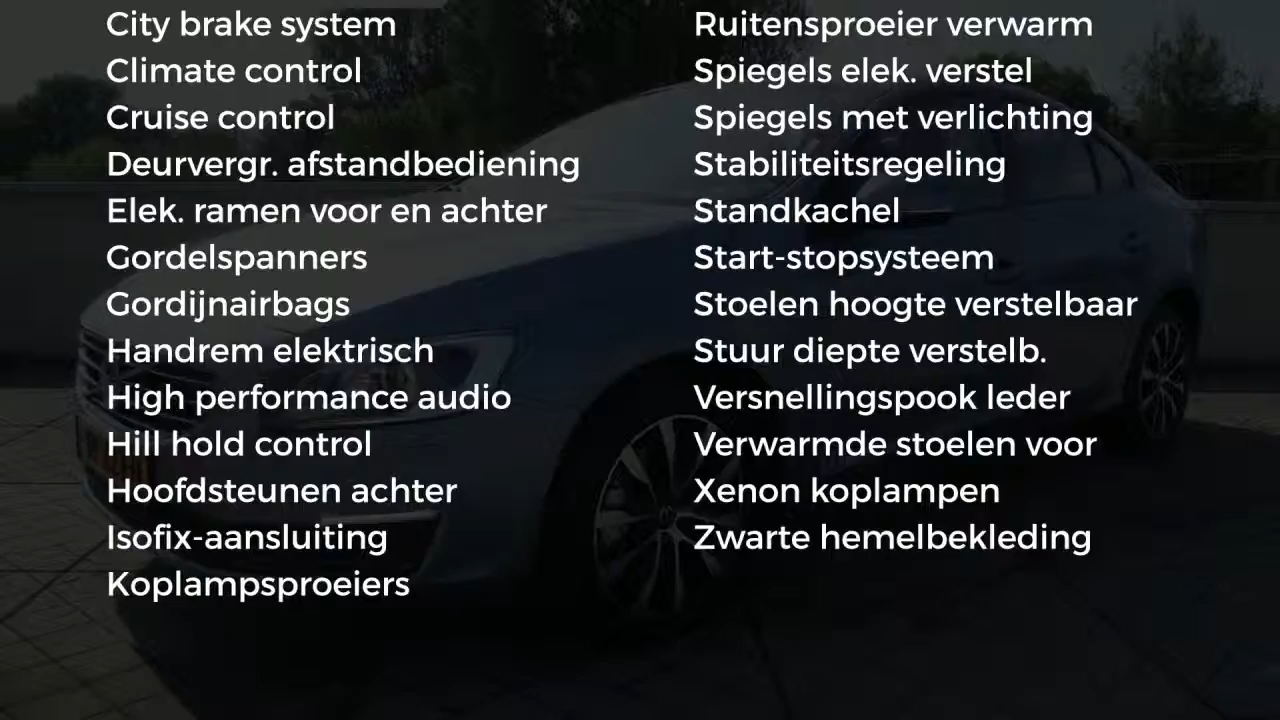 City brake system
Climate control
Cruise control
Deurvergr. afstandbediening
Elek. ramen voor en achter
Gordelspanners
Gordijnairbags
Handrem elektrisch
High performance audio
Hill hold control
Hoofdsteunen achter
Isofix-aansluiting
Koplampsproeiers
Ruitensproeier verwarm
Spiegels elek. verstel
Spiegels met verlichting
Stabiliteitsregeling
Standkachel
Start-stopsysteem
Stoelen hoogte verstelbaar
Stuur diepte verstelb.
Versnellingspook leder
Verwarmde stoelen voor
Xenon koplampen
Zwarte hemelbekleding